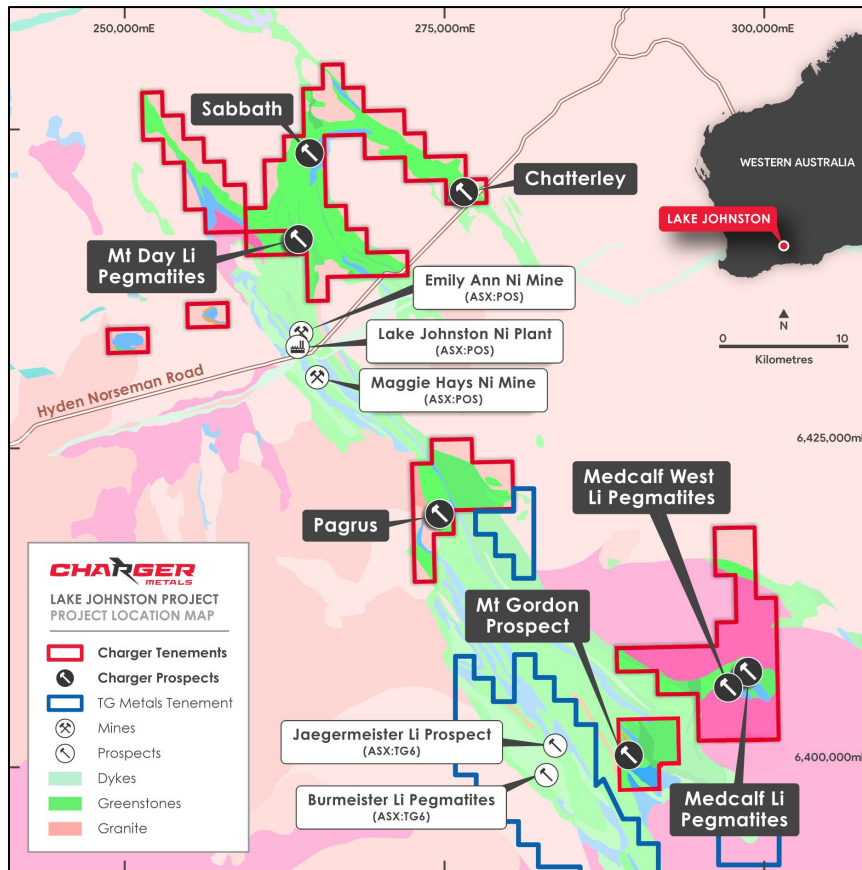 250,000mE
275,000mE
300,000mE
Sabbath
Chatterley
WESTERN AUSTRALIA
LAKE JOHNSTON
Mt Day Li
Pegmatites
Emily Ann Ni Mine
(ASX:POS)
Lake Johnston Ni Plant
(ASX:POS)
Maggie Hays Ni Mine
(ASX:POS)
Hyden Norseman Road
N
0
10
Kilometres
6,425,000mN
Medcalf West
Li Pegmatites
Pagrus
Mt Gordon
Prospect
CHARGER
METALS
LAKE JOHNSTON PROJECT
PROJECT LOCATION MAP
Charger Tenements
Charger Prospects
TG Metals Tenement
Mines
Prospects
Dykes
Greenstones
Granite
Jaegermeister Li Prospect
(ASX:TG6)
Burmeister Li Pegmatites
(ASX:TG6)
6,400,000mN
Medcalf Li
Pegmatites